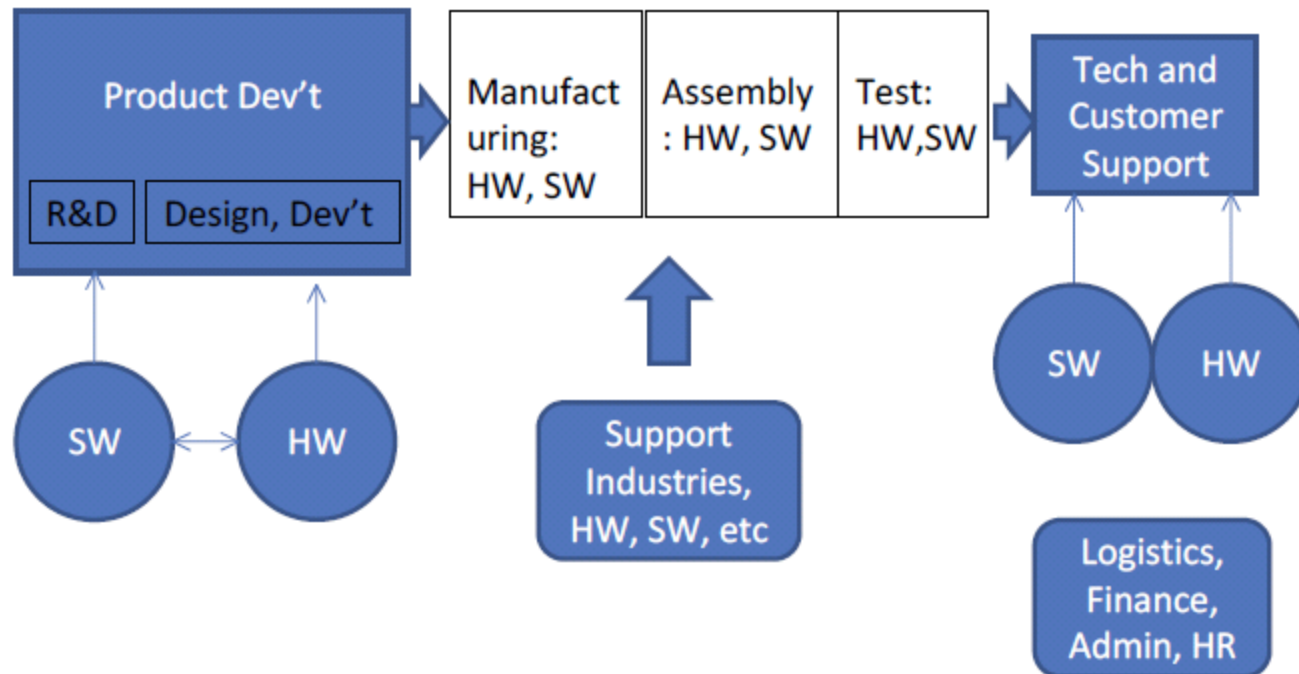 Product Dev't
R&D
Design, Dev't
Manufact
uring:
HW, SW
Assembly
: HW, SW
Test:
HW,SW
Tech and
Customer
Support
SW
HW
Support
Industries,
HW, SW, etc
SW
HW
Logistics,
Finance,
Admin, HR